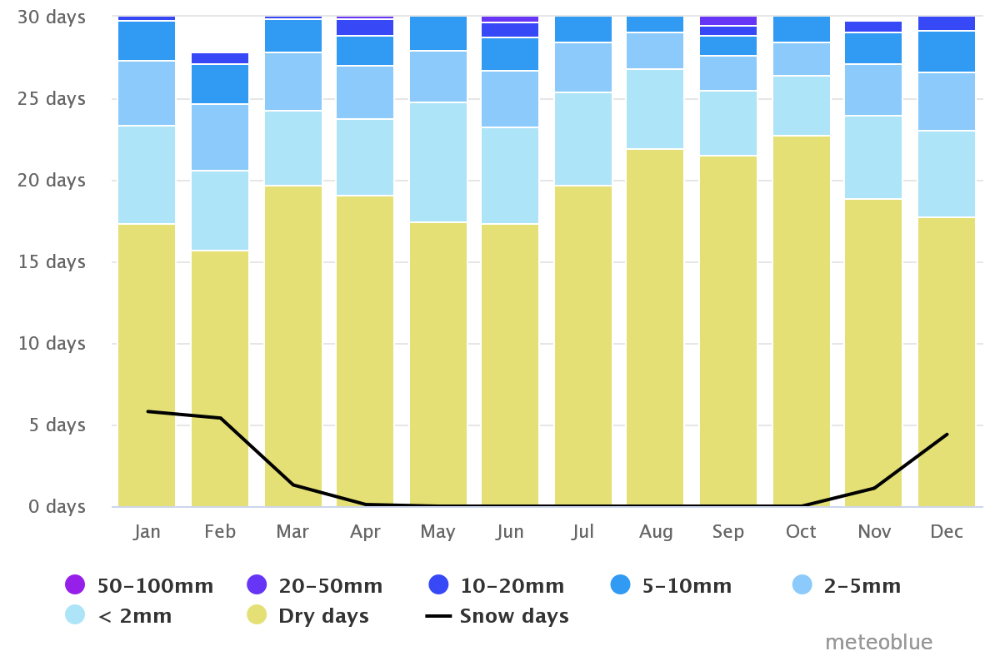 30 days
25 days
20 days
15 days
10 days
5 days
0 days
Jan Feb Mar Apr May Jun Jul Aug Sep Oct Nov Dec
50–100mm 20–50mm 10–20mm 5–10mm 2–5mm
< 2mm Dry days Snow days
meteoblue